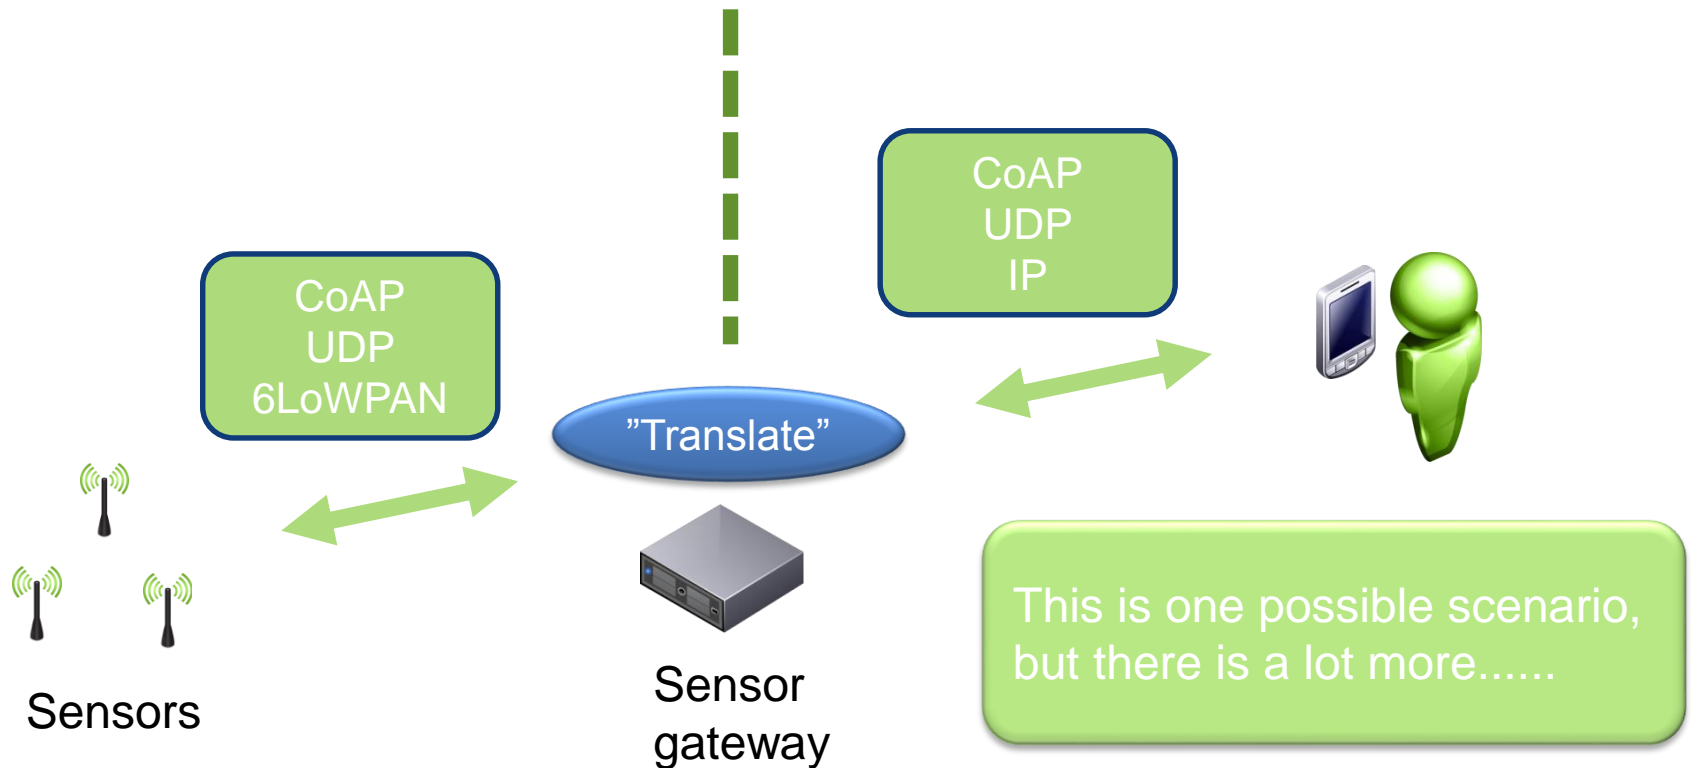 CoAP
UDP
IP
CoAP
UDP
6LoWPAN
”Translate”
This is one possible scenario,
but there is a lot more......
Sensors
Sensor
gateway